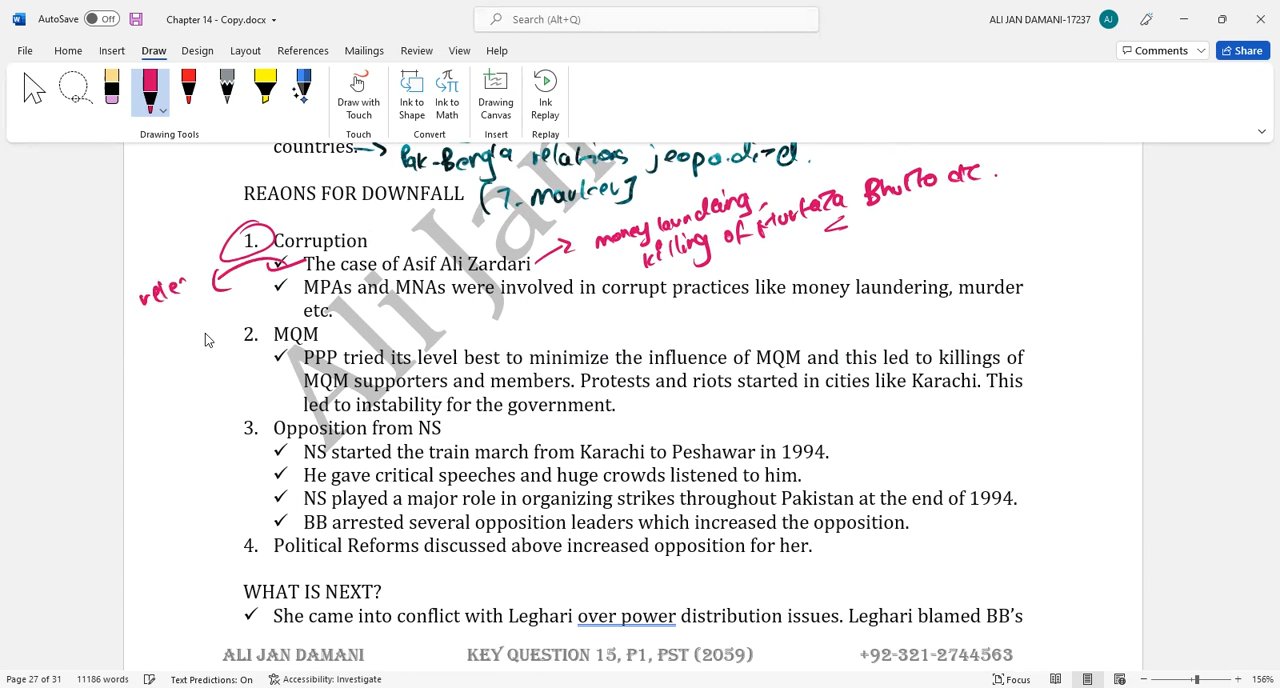 AutoSave Off Chapter 14 - Copy.docx Search (Alt+Q) ALI JAN DAMANI-17237 AJ
File Home Insert Draw Design Layout References Mailings Review View Help Comments Share
Draw with Touch Ink to Shape Ink to Math Drawing Canvas Ink Replay
Drawing Tools Touch Convert Insert Replay
countries. Pak-Bengla relations
REAONS FOR DOWNFALL [7. marks]
money laundering,
killing of Murtaza Bhutto etc.
1. Corruption
✓ The case of Asif Ali Zardari
✓ MPAs and MNAs were involved in corrupt practices like money laundering, murder
etc.
2. MQM
✓ PPP tried its level best to minimize the influence of MQM and this led to killings of
MQM supporters and members. Protests and riots started in cities like Karachi. This
led to instability for the government.
3. Opposition from NS
✓ NS started the train march from Karachi to Peshawar in 1994.
✓ He gave critical speeches and huge crowds listened to him.
✓ NS played a major role in organizing strikes throughout Pakistan at the end of 1994.
✓ BB arrested several opposition leaders which increased the opposition.
4. Political Reforms discussed above increased opposition for her.
WHAT IS NEXT?
✓ She came into conflict with Leghari over power distribution issues. Leghari blamed BB's
ALI JAN DAMANI KEY QUESTION 15, P1, PST (2059) +92-321-2744563
Ali Jan
Page 27 of 31 11186 words Text Predictions: On Accessibility: Investigate Focus 156%